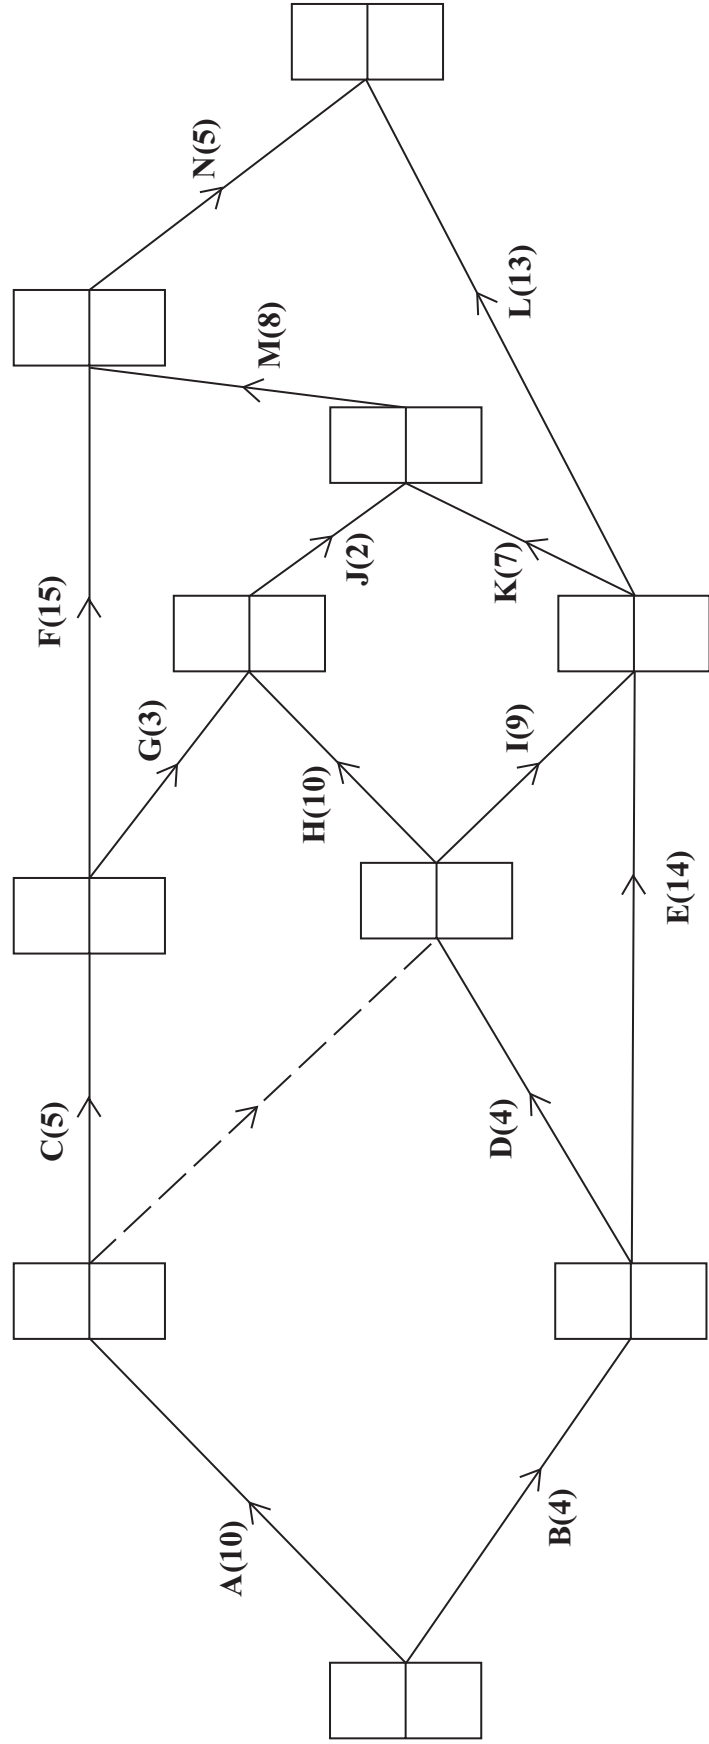 A(10)
B(4)
C(5)
D(4)
E(14)
F(15)
G(3)
H(10)
I(9)
J(2)
K(7)
L(13)
M(8)
N(5)